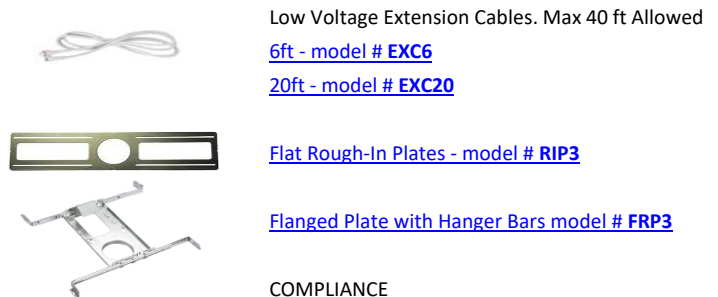 Low Voltage Extension Cables. Max 40 ft Allowed
6ft - model # EXC6
20ft - model # EXC20
Flat Rough-In Plates - model # RIP3
Flanged Plate with Hanger Bars model # FRP3
COMPLIANCE